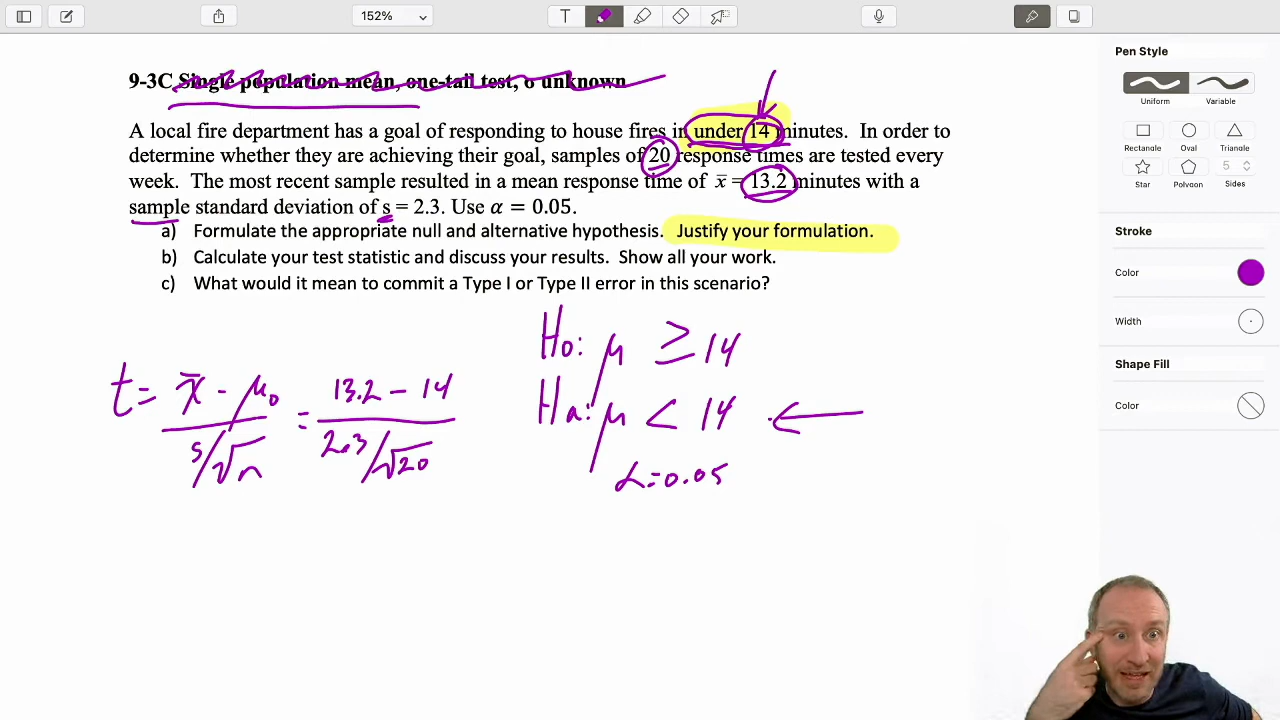 152%
T
Pen Style
Uniform
Variable
Rectangle
Oval
Triangle
Star
Polygon
5
Sides
Stroke
Color
Width
Shape Fill
Color
9-3C Single population mean, one-tail test, σ unknown
A local fire department has a goal of responding to house fires in under 14 minutes. In order to
determine whether they are achieving their goal, samples of 20 response times are tested every
week. The most recent sample resulted in a mean response time of x̄ = 13.2 minutes with a
sample standard deviation of s = 2.3. Use α = 0.05.
a) Formulate the appropriate null and alternative hypothesis. Justify your formulation.
b) Calculate your test statistic and discuss your results. Show all your work.
c) What would it mean to commit a Type I or Type II error in this scenario?
H0: μ ≥ 14
Ha: μ < 14
α=0.05
t = (x̄ - μ0)/(s/√n) = (13.2 - 14)/(2.3/√20)